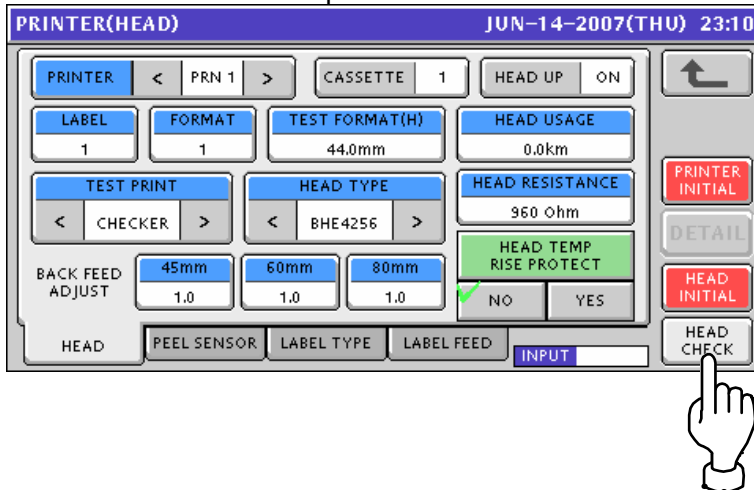 PRINTER(HEAD) JUN-14-2007(THU) 23:10
PRINTER < PRN 1 > CASSETTE 1 HEAD UP ON
LABEL FORMAT TEST FORMAT(H) HEAD USAGE
1 1 44.0mm 0.0km
TEST PRINT HEAD TYPE HEAD RESISTANCE
< CHECKER > < BHE4256 > 960 Ohm
HEAD TEMP
RISE PROTECT
NO YES
BACK FEED
ADJUST
45mm 60mm 80mm
1.0 1.0 1.0
PRINTER
INITIAL
DETAIL
HEAD
INITIAL
HEAD
CHECK
HEAD PEEL SENSOR LABEL TYPE LABEL FEED INPUT